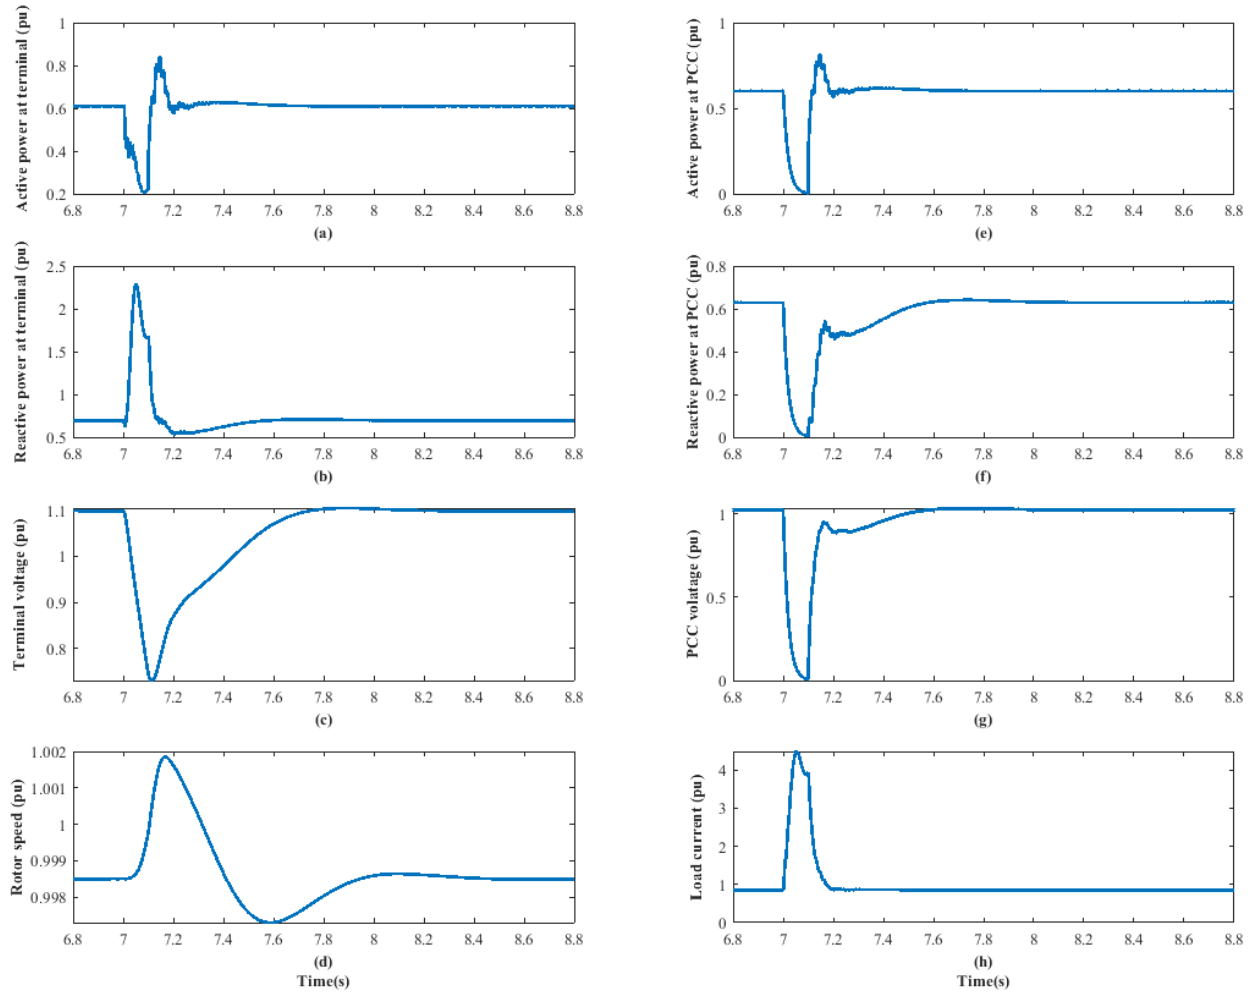 Active power at terminal (pu)
1
0.8
0.6
0.4
0.2
6.8 7 7.2 7.4 7.6 7.8 8 8.2 8.4 8.6 8.8
(a)
Reactive power at terminal (pu)
2.5
2
1.5
1
0.5
6.8 7 7.2 7.4 7.6 7.8 8 8.2 8.4 8.6 8.8
(b)
Terminal voltage (pu)
1.1
1
0.9
0.8
6.8 7 7.2 7.4 7.6 7.8 8 8.2 8.4 8.6 8.8
(c)
Rotor speed (pu)
1.002
1.001
1
0.999
0.998
6.8 7 7.2 7.4 7.6 7.8 8 8.2 8.4 8.6 8.8
(d)
Time(s)
Active power at PCC (pu)
1
0.5
0
6.8 7 7.2 7.4 7.6 7.8 8 8.2 8.4 8.6 8.8
(e)
Reactive power at PCC (pu)
0.8
0.6
0.4
0.2
0
6.8 7 7.2 7.4 7.6 7.8 8 8.2 8.4 8.6 8.8
(f)
PCC volatage (pu)
1
0.5
0
6.8 7 7.2 7.4 7.6 7.8 8 8.2 8.4 8.6 8.8
(g)
Load current (pu)
4
3
2
1
0
6.8 7 7.2 7.4 7.6 7.8 8 8.2 8.4 8.6 8.8
(h)
Time(s)